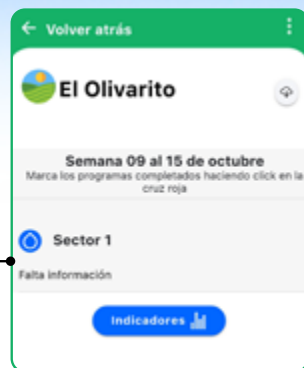 Volver atrás
El Olivarito
Semana 09 al 15 de octubre
Marca los programas completados haciendo click en la
cruz roja
Sector 1
Falta información
Indicadores